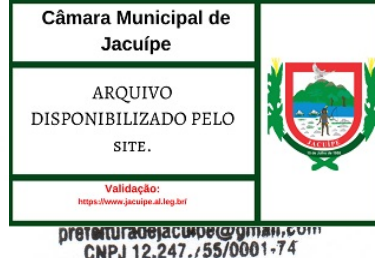 Câmara Municipal de
Jacuípe
ARQUIVO
DISPONIBILIZADO PELO
SITE.
Validação:
https://www.jacuipe.al.leg.br/
JACUÍPE
prefeituradejacuipe@gmail.com
CNPJ 12.247.755/0001-74